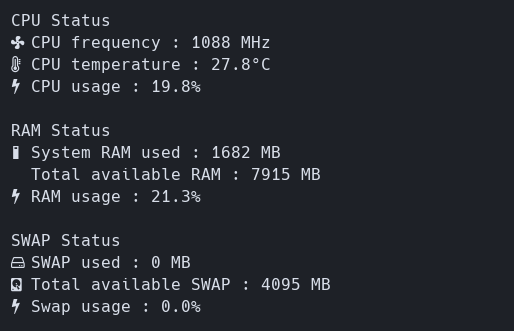 CPU Status
CPU frequency : 1088 MHz
CPU temperature : 27.8°C
CPU usage : 19.8%
RAM Status
System RAM used : 1682 MB
Total available RAM : 7915 MB
RAM usage : 21.3%
SWAP Status
SWAP used : 0 MB
Total available SWAP : 4095 MB
Swap usage : 0.0%